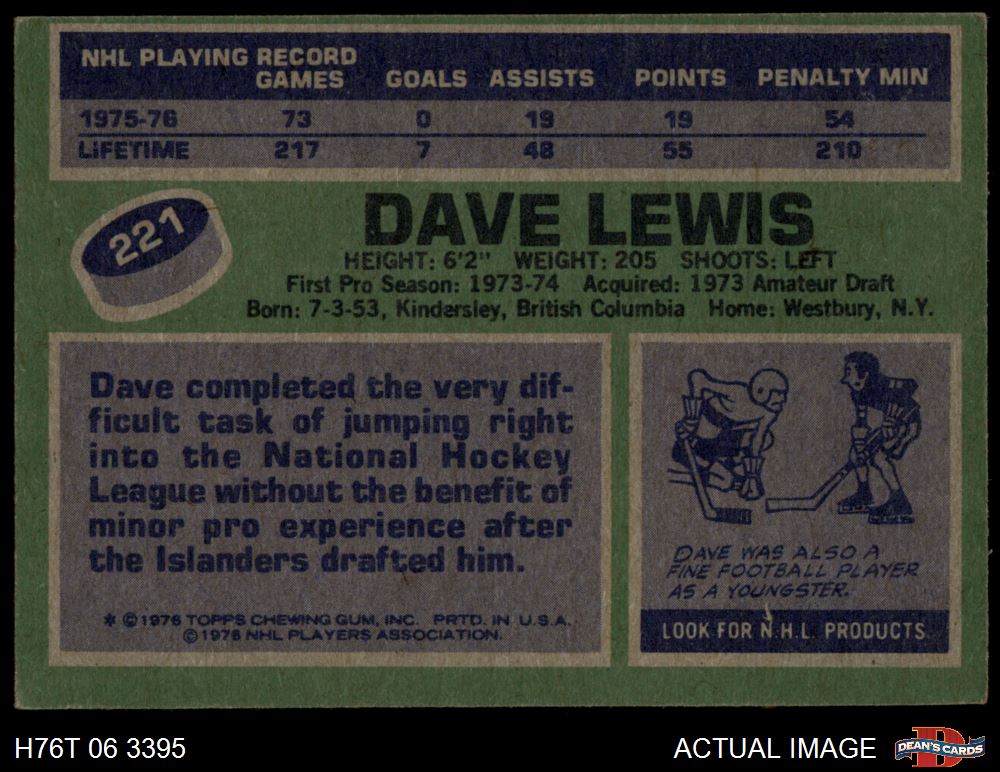 NHL PLAYING RECORD
GAMES GOALS ASSISTS POINTS PENALTY MIN
1975-76 73 0 19 19 54
LIFETIME 217 7 48 55 210
221
DAVE LEWIS
HEIGHT: 6'2" WEIGHT: 205 SHOOTS: LEFT
First Pro Season: 1973-74 Acquired: 1973 Amateur Draft
Born: 7-3-53, Kindersley, British Columbia Home: Westbury, N.Y.
Dave completed the very dif-
ficult task of jumping right
into the National Hockey
League without the benefit of
minor pro experience after
the Islanders drafted him.
* © 1976 TOPPS CHEWING GUM, INC. PRTD. IN U.S.A.
© 1976 NHL PLAYERS ASSOCIATION.
DAVE WAS ALSO A
FINE FOOTBALL PLAYER
AS A YOUNGSTER.
LOOK FOR N.H.L. PRODUCTS
H76T 06 3395
ACTUAL IMAGE
D
DEAN'S CARDS